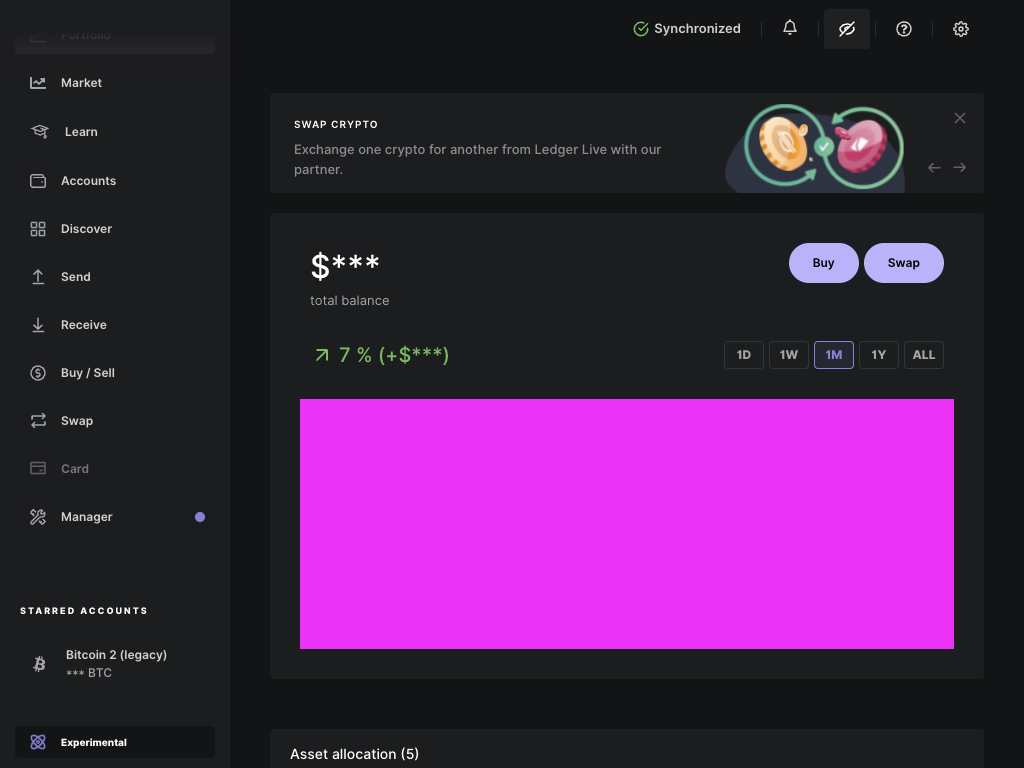 Portfolio
Market
Learn
Accounts
Discover
Send
Receive
Buy / Sell
Swap
Card
Manager
STARRED ACCOUNTS
Bitcoin 2 (legacy)
*** BTC
Experimental
Synchronized
SWAP CRYPTO
Exchange one crypto for another from Ledger Live with our
partner.
$***
total balance
Buy
Swap
7 % (+$***)
1D
1W
1M
1Y
ALL
Asset allocation (5)